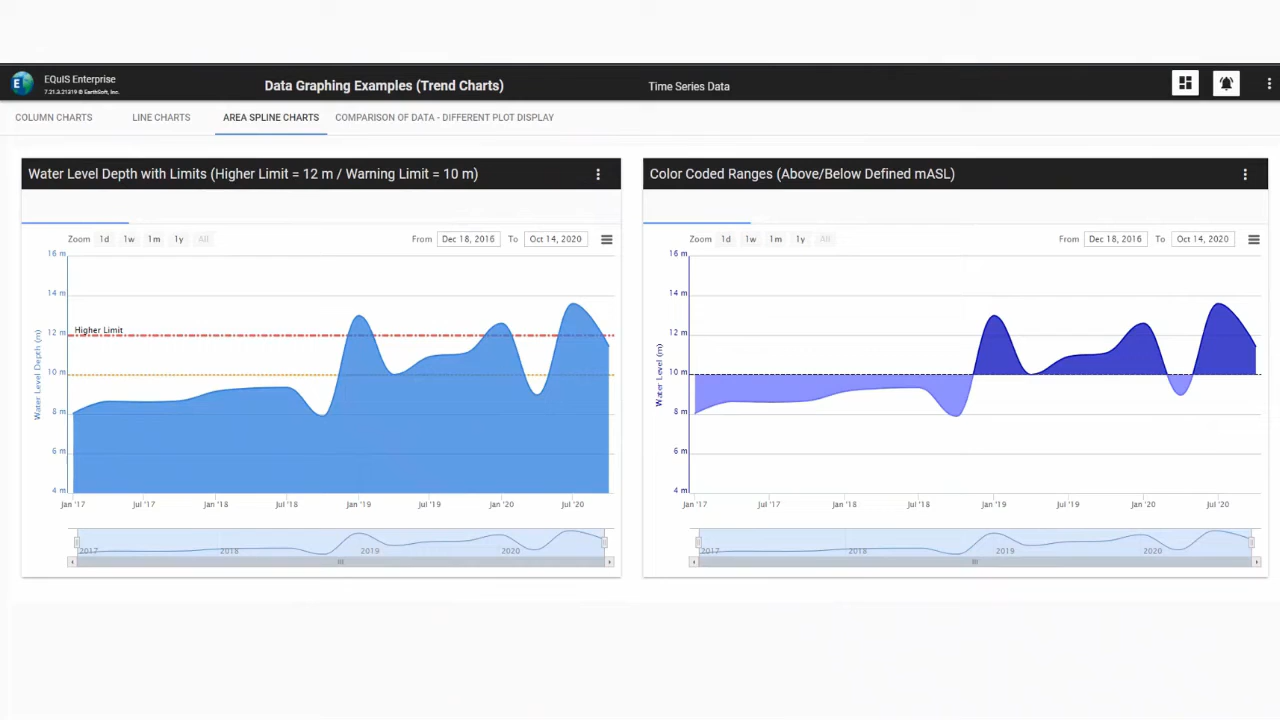 EQuIS Enterprise
7.21.3.21319 © EarthSoft, Inc.
Data Graphing Examples (Trend Charts)
Time Series Data
COLUMN CHARTS
LINE CHARTS
AREA SPLINE CHARTS
COMPARISON OF DATA - DIFFERENT PLOT DISPLAY
Water Level Depth with Limits (Higher Limit = 12 m / Warning Limit = 10 m)
Zoom 1d 1w 1m 1y All
From Dec 18, 2016 To Oct 14, 2020
16 m
14 m
12 m
10 m
8 m
6 m
4 m
Water Level Depth (m)
Higher Limit
Jan '17 Jul '17 Jan '18 Jul '18 Jan '19 Jul '19 Jan '20 Jul '20
2017 2018 2019 2020
Color Coded Ranges (Above/Below Defined mASL)
Zoom 1d 1w 1m 1y All
From Dec 18, 2016 To Oct 14, 2020
16 m
14 m
12 m
10 m
8 m
6 m
4 m
Water Level (m)
Jan '17 Jul '17 Jan '18 Jul '18 Jan '19 Jul '19 Jan '20 Jul '20
2017 2018 2019 2020